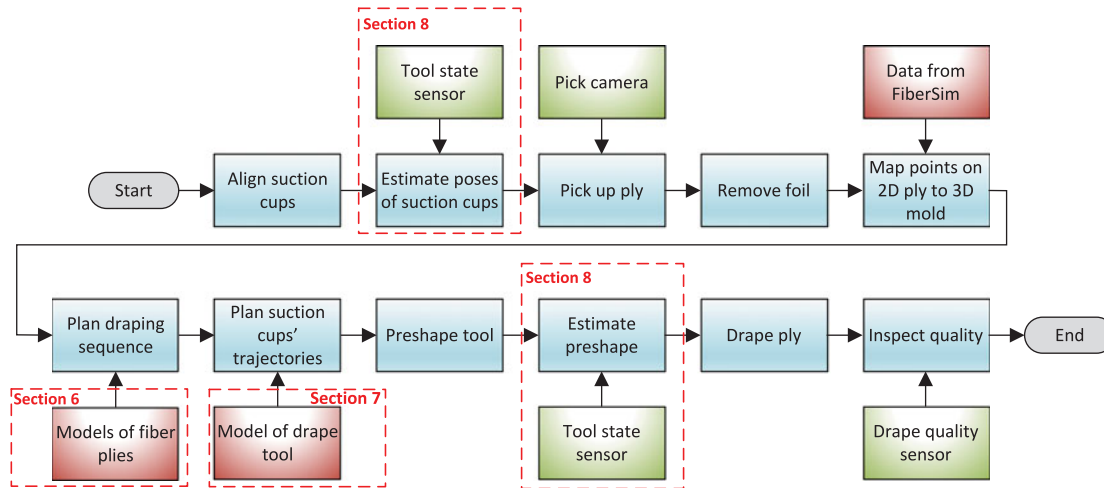 Section 8
Tool state
sensor
Pick camera
Data from
FiberSim
Start
Align suction
cups
Estimate poses
of suction cups
Pick up ply
Remove foil
Map points on
2D ply to 3D
mold
Section 8
Plan draping
sequence
Plan suction
cups’
trajectories
Preshape tool
Estimate
preshape
Drape ply
Inspect quality
End
Section 6
Models of fiber
plies
Section 7
Model of drape
tool
Tool state
sensor
Drape quality
sensor